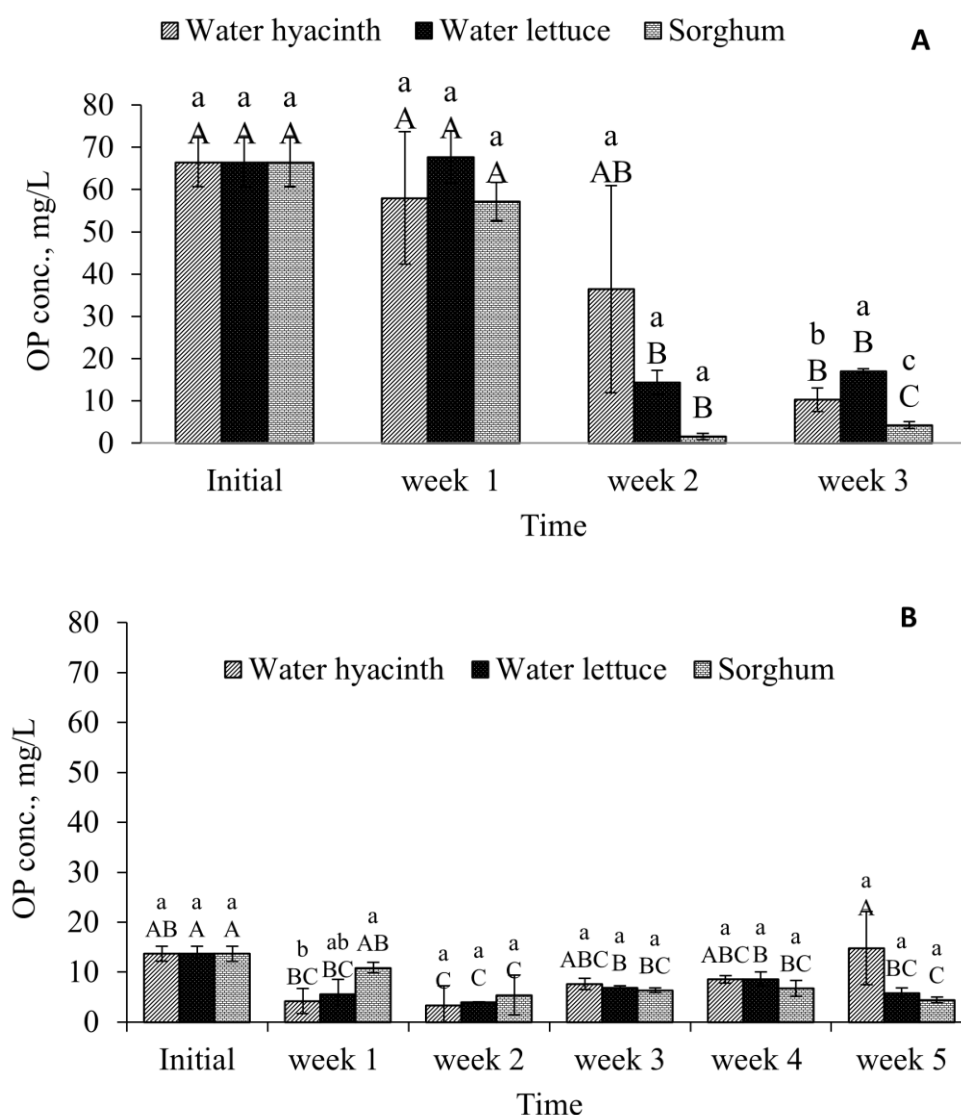 Water hyacinth Water lettuce Sorghum
A
a a a a a a a
A A A A A A AB
a a b a c
B B B B C
80
70
60
50
40
30
20
10
0
OP conc., mg/L
Initial week 1 week 2 week 3
Time
B
Water hyacinth Water lettuce Sorghum
80
70
60
50
40
30
20
10
0
OP conc., mg/L
a a a b ab a a a a a a a a a a a a a
AB A A BC BC AB C C C ABC B BC ABC B BC A BC C
Initial week 1 week 2 week 3 week 4 week 5
Time